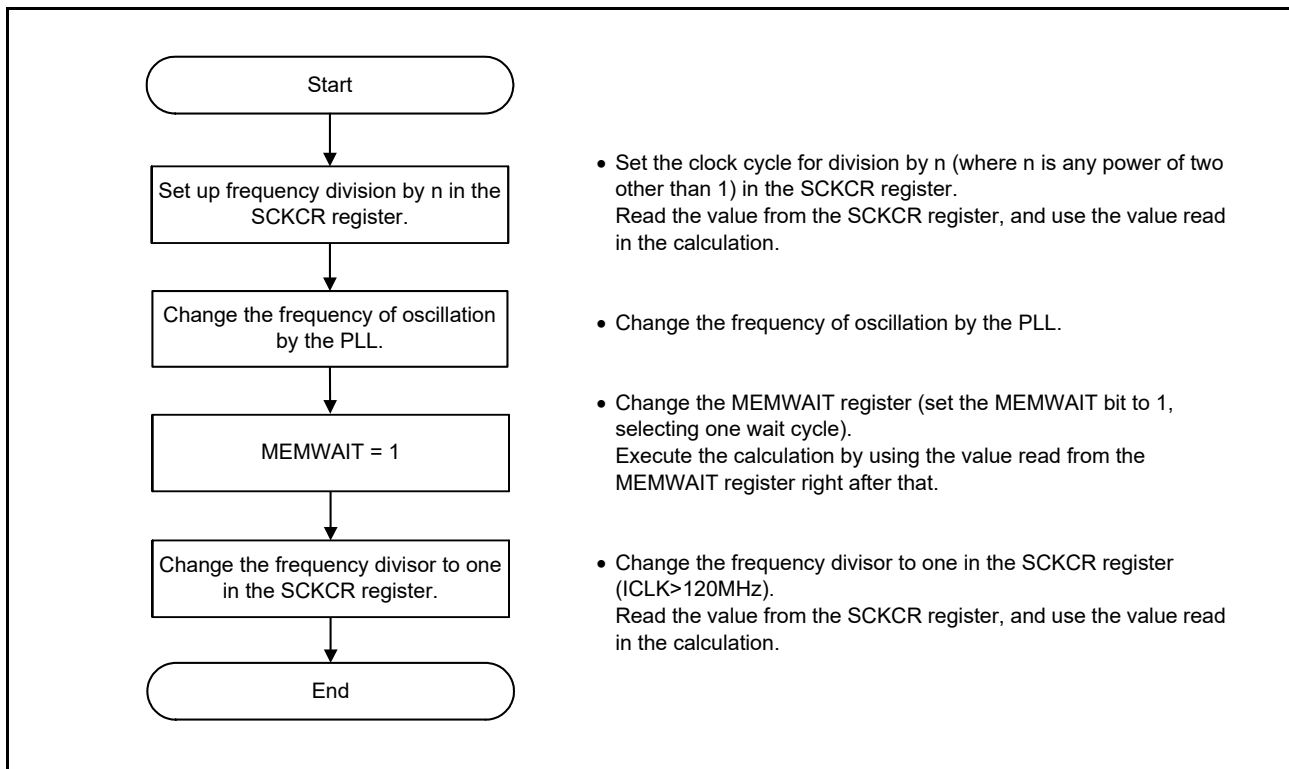 Start
Set up frequency division by n in the
SCKCR register.
• Set the clock cycle for division by n (where n is any power of two
other than 1) in the SCKCR register.
Read the value from the SCKCR register, and use the value read
in the calculation.
Change the frequency of oscillation
by the PLL.
• Change the frequency of oscillation by the PLL.
MEMWAIT = 1
• Change the MEMWAIT register (set the MEMWAIT bit to 1,
selecting one wait cycle).
Execute the calculation by using the value read from the
MEMWAIT register right after that.
Change the frequency divisor to one
in the SCKCR register.
• Change the frequency divisor to one in the SCKCR register
(ICLK>120MHz).
Read the value from the SCKCR register, and use the value read
in the calculation.
End